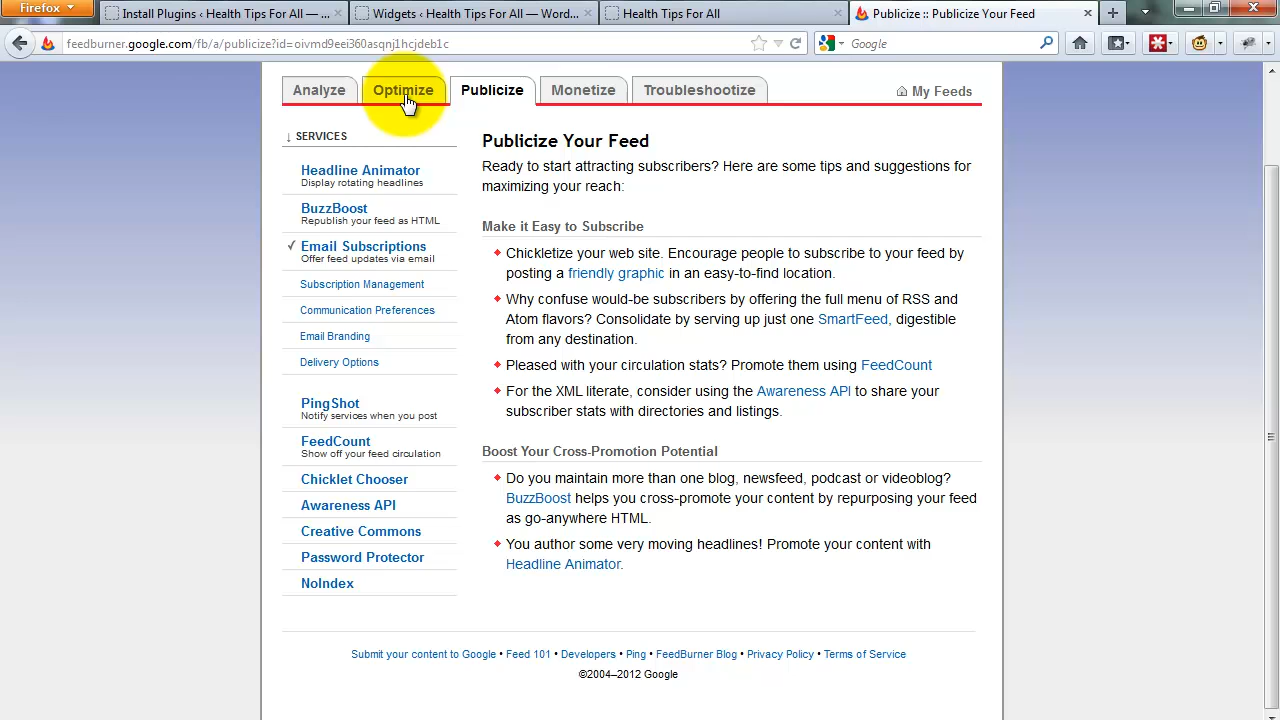 Firefox
Install Plugins ‹ Health Tips For All — ...
Widgets ‹ Health Tips For All — Word...
Health Tips For All
Publicize :: Publicize Your Feed
feedburner.google.com/fb/a/publicize?id=oivmd9eei360asqnj1hcjdeb1c
Google
Analyze
Optimize
Publicize
Monetize
Troubleshootize
My Feeds
↓ SERVICES
Headline Animator
Display rotating headlines
BuzzBoost
Republish your feed as HTML
Email Subscriptions
Offer feed updates via email
Subscription Management
Communication Preferences
Email Branding
Delivery Options
PingShot
Notify services when you post
FeedCount
Show off your feed circulation
Chicklet Chooser
Awareness API
Creative Commons
Password Protector
NoIndex
Publicize Your Feed
Ready to start attracting subscribers? Here are some tips and suggestions for
maximizing your reach:
Make it Easy to Subscribe
Chickletize your web site. Encourage people to subscribe to your feed by
posting a friendly graphic in an easy-to-find location.
Why confuse would-be subscribers by offering the full menu of RSS and
Atom flavors? Consolidate by serving up just one SmartFeed, digestible
from any destination.
Pleased with your circulation stats? Promote them using FeedCount
For the XML literate, consider using the Awareness API to share your
subscriber stats with directories and listings.
Boost Your Cross-Promotion Potential
Do you maintain more than one blog, newsfeed, podcast or videoblog?
BuzzBoost helps you cross-promote your content by repurposing your feed
as go-anywhere HTML.
You author some very moving headlines! Promote your content with
Headline Animator.
Submit your content to Google • Feed 101 • Developers • Ping • FeedBurner Blog • Privacy Policy • Terms of Service
©2004–2012 Google